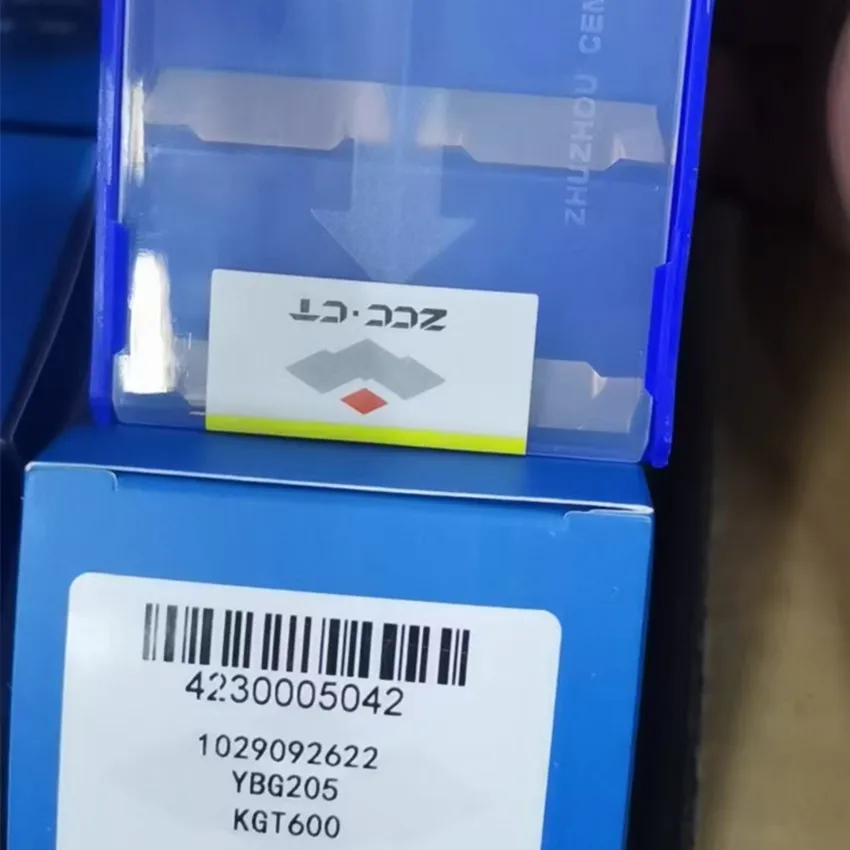 ZHUZHOU CEM
ZCC·CT
4230005042
1029092622
YBG205
KGT600